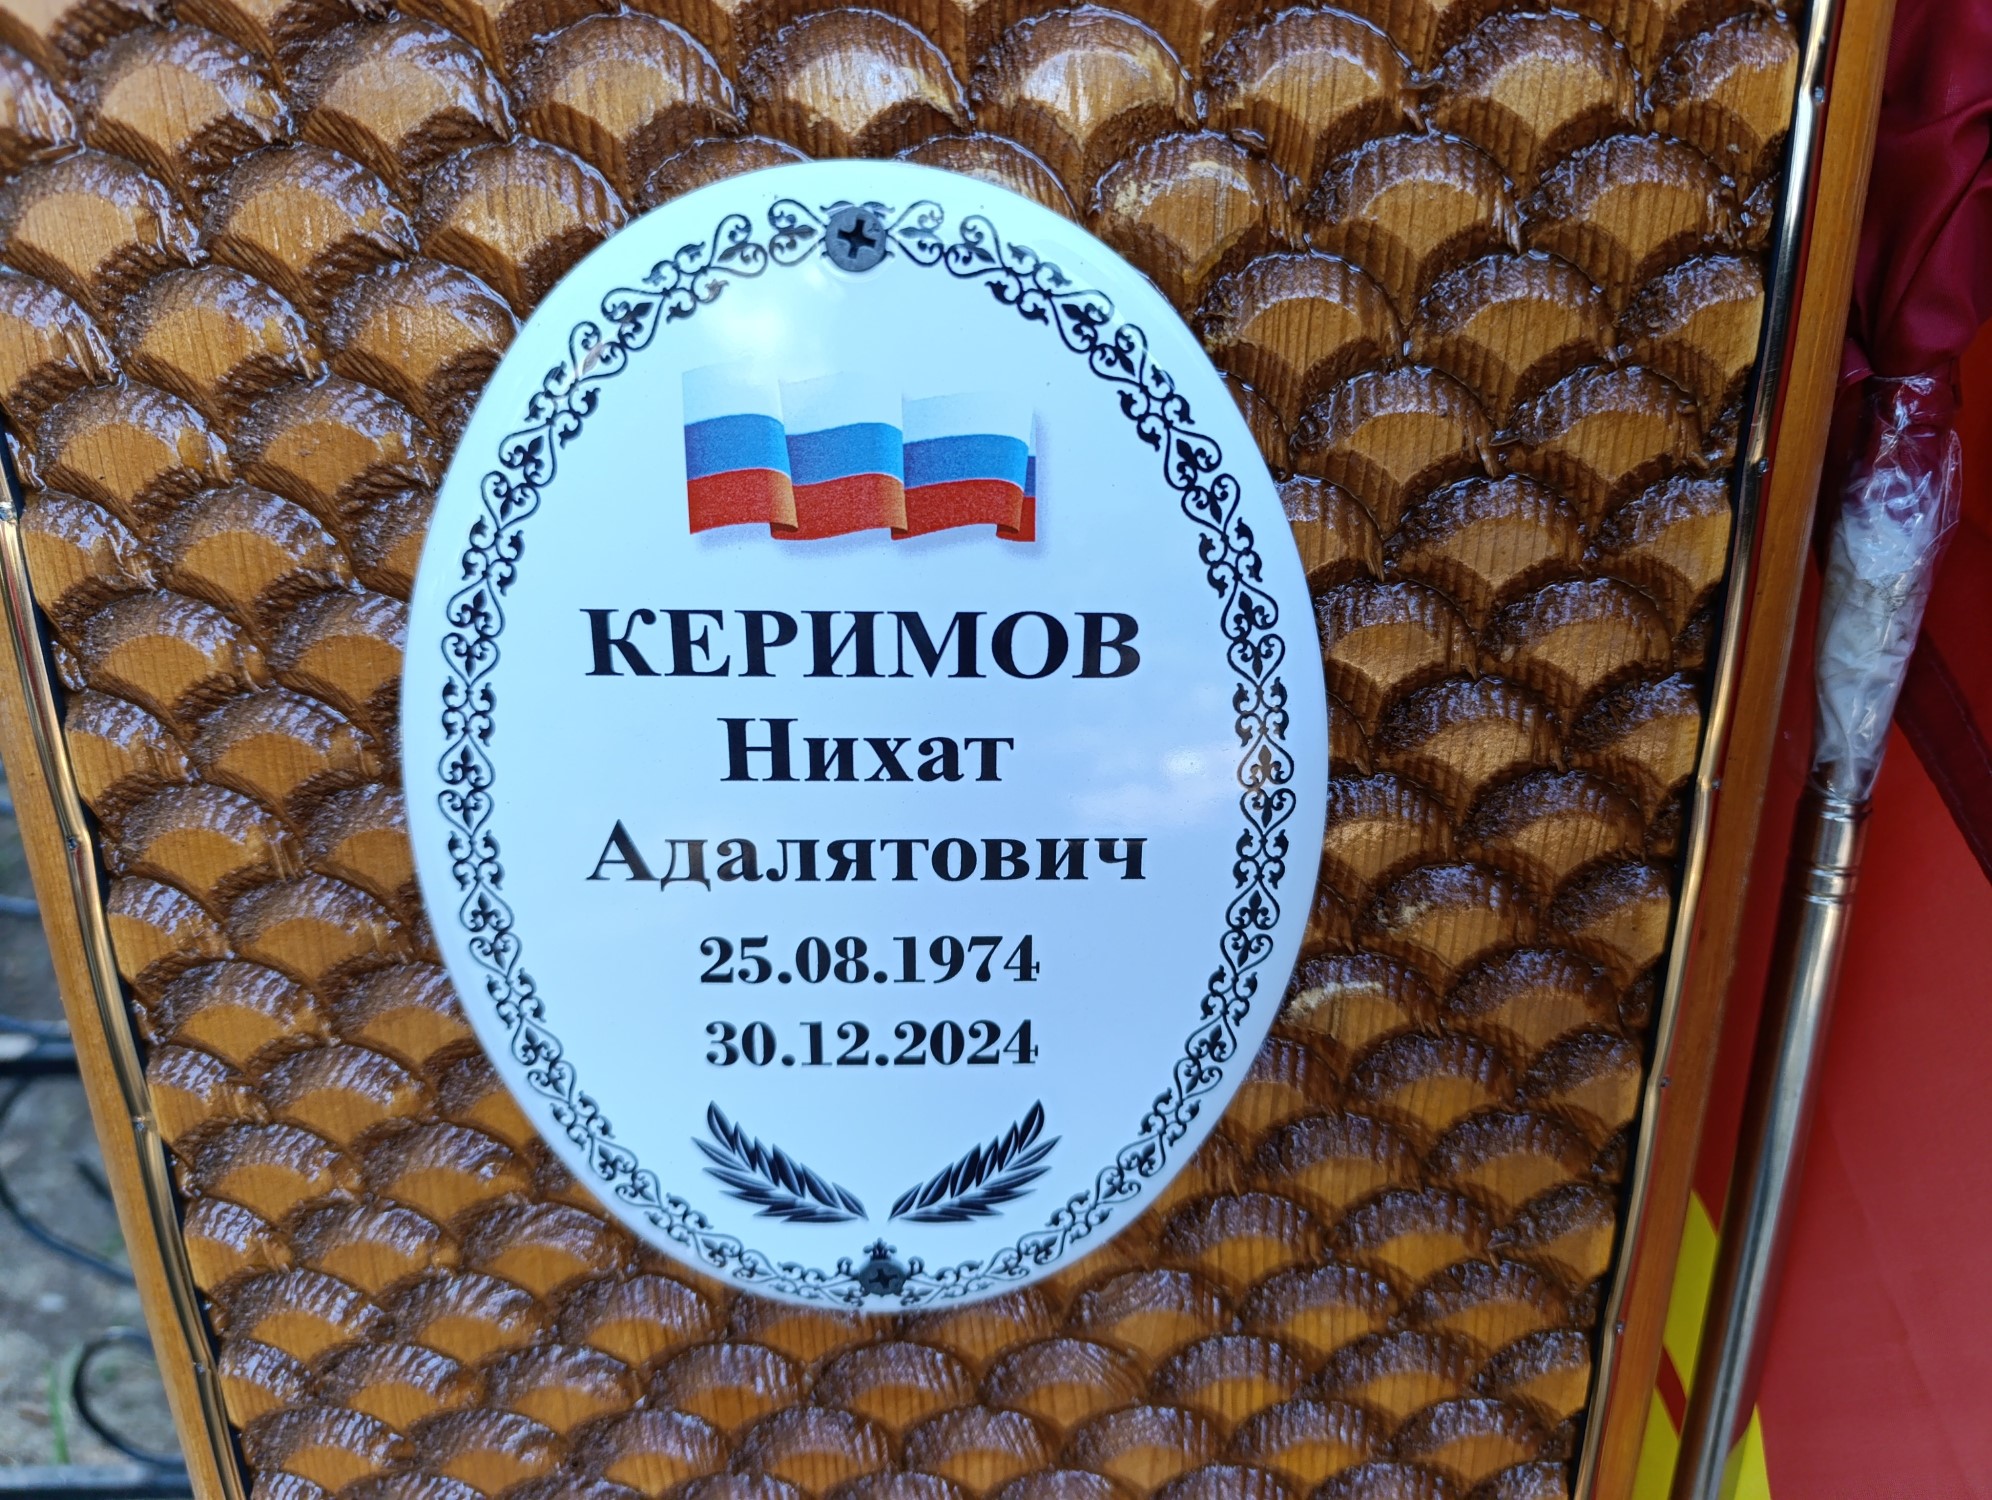 КЕРИМОВ
Нихат
Адалятович
25.08.1974
30.12.2024